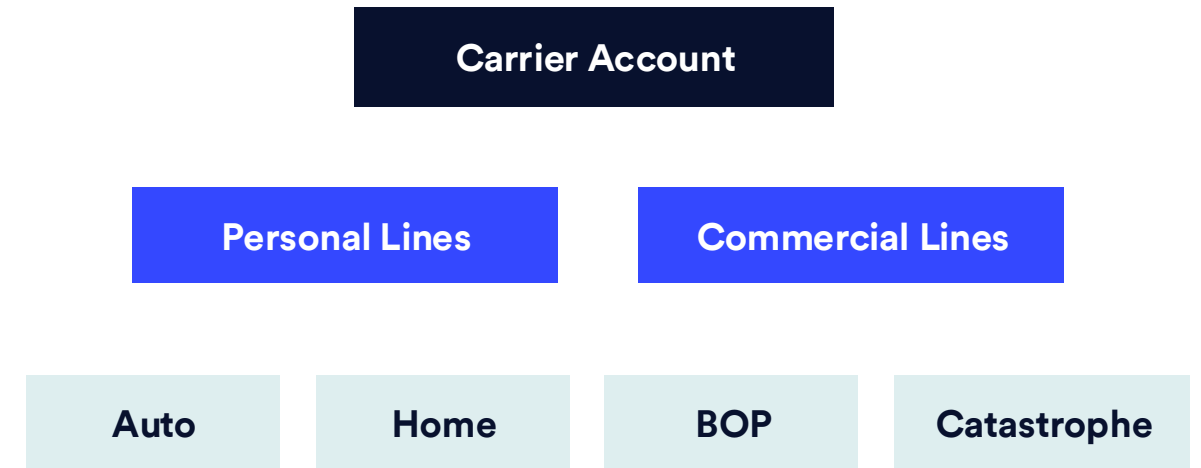 Carrier Account
Personal Lines
Commercial Lines
Auto
Home
BOP
Catastrophe